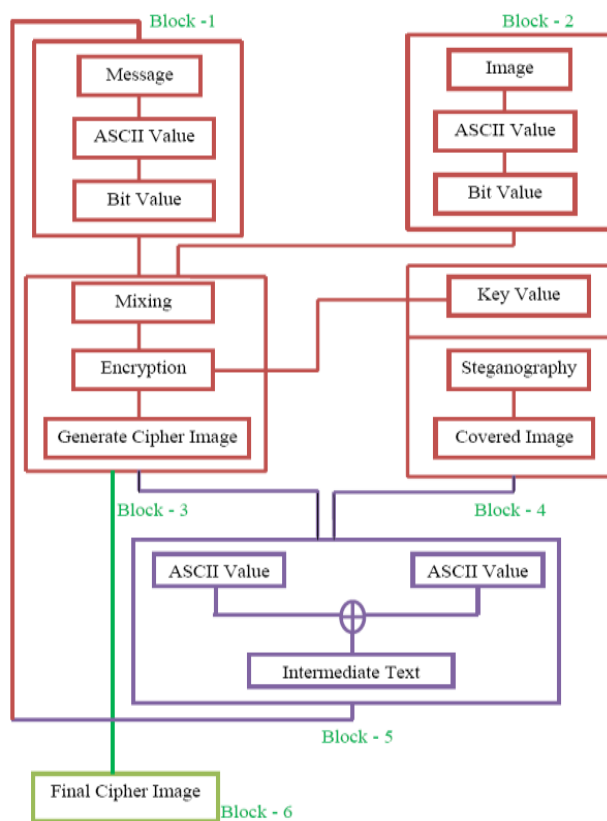 Block -1
Block - 2
Message
ASCII Value
Bit Value
Image
ASCII Value
Bit Value
Mixing
Encryption
Generate Cipher Image
Key Value
Steganography
Covered Image
Block - 3
Block - 4
ASCII Value
ASCII Value
Intermediate Text
Block - 5
Final Cipher Image
Block - 6